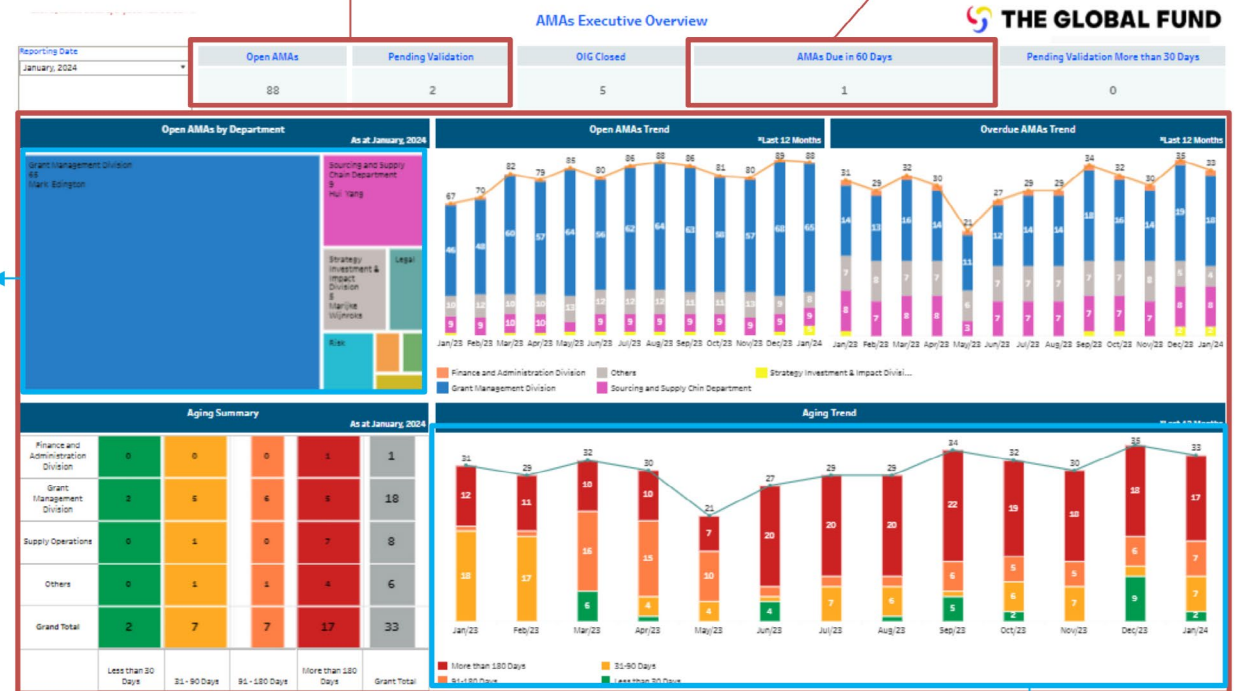 AMAs Executive Overview
THE GLOBAL FUND
Reporting Date
January, 2024
Open AMAs
Pending Validation
OIG Closed
AMAs Due in 60 Days
Pending Validation More than 30 Days
88
2
5
1
0
Open AMAs by Department
As at January, 2024
Grant Management Division
65
Mark Edington
Sourcing and Supply
Chain Department
9
Hui Yang
Strategy
Investment &
Impact
Division
5
Marijke
Wijnroks
Legal
Risk
Open AMAs Trend
*Last 12 Months
67 70 82 79 86 80 86 88 86 81 80 89 88
46 48 60 57 64 56 62 64 63 58 57 68 65
10 12 10 10 13 12 12 12 11 11 13 9 8
9 9 10 10 9 9 9 9 9 9 9 9
Jan/23 Feb/23 Mar/23 Apr/23 May/23 Jun/23 Jul/23 Aug/23 Sep/23 Oct/23 Nov/23 Dec/23 Jan/24
Overdue AMAs Trend
*Last 12 Months
31 29 32 30 21 27 29 29 34 32 30 35 33
14 13 16 14 11 12 14 14 18 16 14 19 18
7 8 7 7 6 7 7 7 7 7 8 5 4
8 7 8 8 3 7 7 7 7 7 7 8 8
Jan/23 Feb/23 Mar/23 Apr/23 May/23 Jun/23 Jul/23 Aug/23 Sep/23 Oct/23 Nov/23 Dec/23 Jan/24
Finance and Administration Division
Others
Strategy Investment & Impact Divisi...
Grant Management Division
Sourcing and Supply Chin Department
Aging Summary
As at January, 2024
Finance and
Administration
Division
0 0 0 1 1
Grant
Management
Division
2 5 6 5 18
Supply Operations
0 1 0 7 8
Others
0 1 1 4 6
Grand Total
2 7 7 17 33
Less than 30
Days
31 - 90 Days
91 - 180 Days
More than 180
Days
Grant Total
Aging Trend
*Last 12 Months
31 29 32 30 21 27 29 29 34 32 30 35 33
12 11 10 10 7 20 20 20 22 19 18 18 17
16 15 10 6 5 5 6 7
18 17 4 4 7 6 6 7 7
6 4 5 2 9 2
Jan/23 Feb/23 Mar/23 Apr/23 May/23 Jun/23 Jul/23 Aug/23 Sep/23 Oct/23 Nov/23 Dec/23 Jan/24
More than 180 Days
31-90 Days
91-180 Days
Less than 30 Days